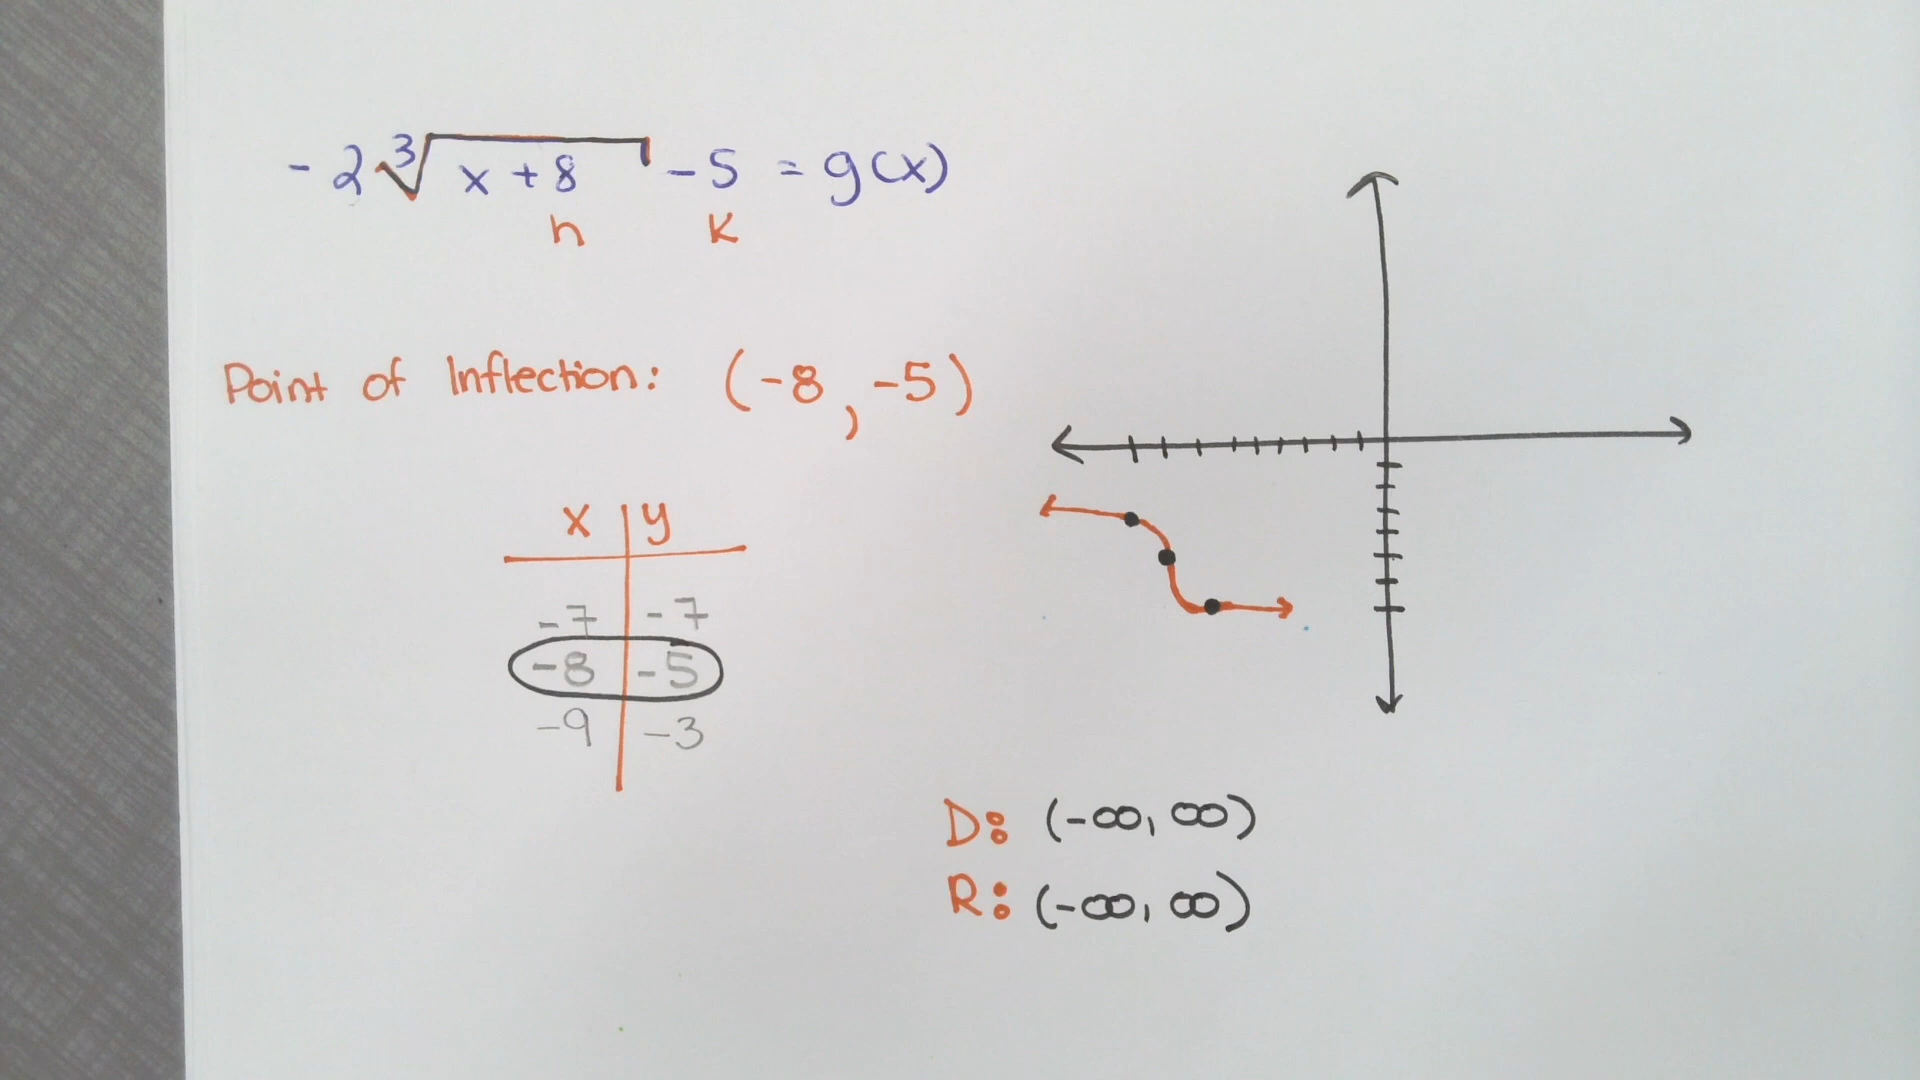 -2∛x+8 -5 = g(x)
h k
Point of Inflection: (-8, -5)
x y
-7 -7
-8 -5
-9 -3
D: (-∞, ∞)
R: (-∞, ∞)